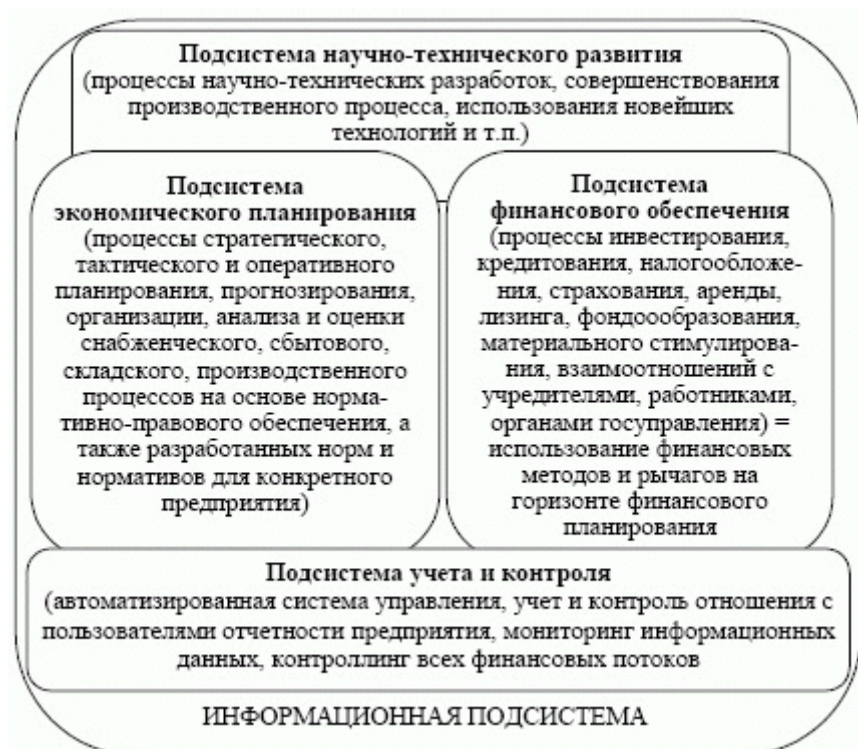 Подсистема научно-технического развития
(процессы научно-технических разработок, совершенствования
производственного процесса, использования новейших
технологий и т.п.)
Подсистема
экономического планирования
(процессы стратегического,
тактического и оперативного
планирования, прогнозирования,
организации, анализа и оценки
снабженческого, сбытового,
складского, производственного
процессов на основе норма-
тивно-правового обеспечения, а
также разработанных норм и
нормативов для конкретного
предприятия)
Подсистема
финансового обеспечения
(процессы инвестирования,
кредитования, налогообложе-
ния, страхования, аренды,
лизинга, фондоообразования,
материального стимулирова-
ния, взаимоотношений с
учредителями, работниками,
органами госуправления) =
использование финансовых
методов и рычагов на
горизонте финансового
планирования
Подсистема учета и контроля
(автоматизированная система управления, учет и контроль отношения с
пользователями отчетности предприятия, мониторинг информационных
данных, контроллинг всех финансовых потоков
ИНФОРМАЦИОННАЯ ПОДСИСТЕМА